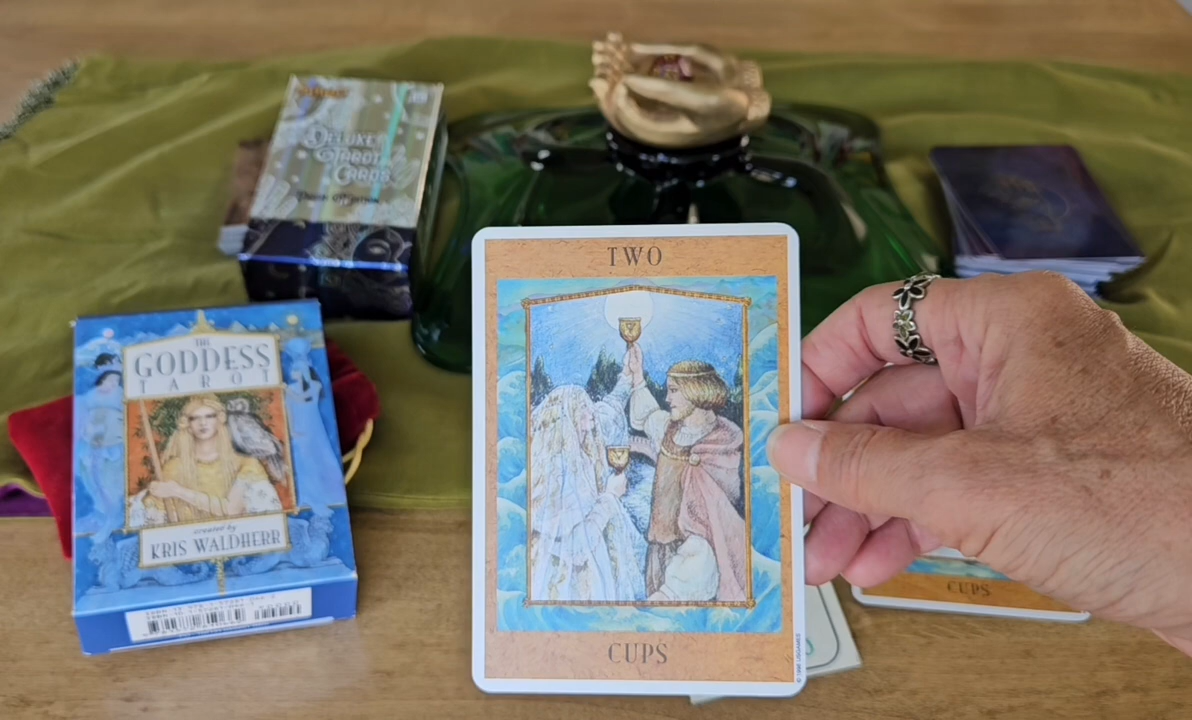 DELUXE
TAROT
CARDS
THE
GODDESS
TAROT
created by
KRIS WALDHERR
TWO
CUPS
CUPS